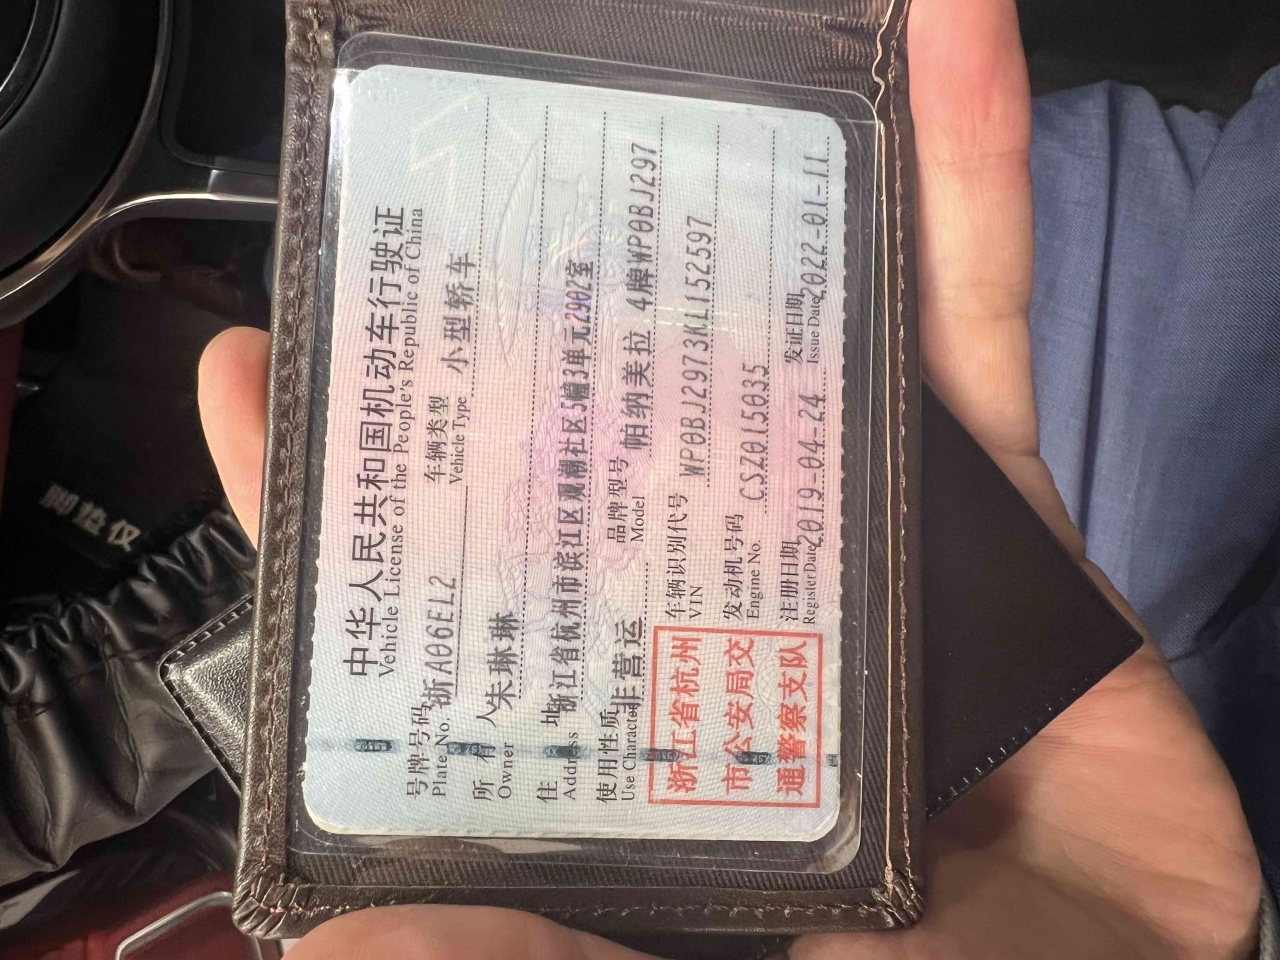 中华人民共和国机动车行驶证
Vehicle License of the People's Republic of China
号牌号码 浙A06EL2 车辆类型 小型轿车
Plate No. Vehicle Type
所有人 朱琳琳
Owner
住址 浙江省杭州市滨江区观潮社区5幢3单元2902室
Address
使用性质 非营运 品牌型号 帕纳美拉 4牌WP0BJ297
Use Character Model
浙江省杭州
市公安局交
通警察支队
车辆识别代号 WP0BJ2973KL152597
VIN
发动机号码 CSZ015035
Engine No.
注册日期 2019-04-24 发证日期 2022-01-11
Register Date Issue Date
脚垫仅